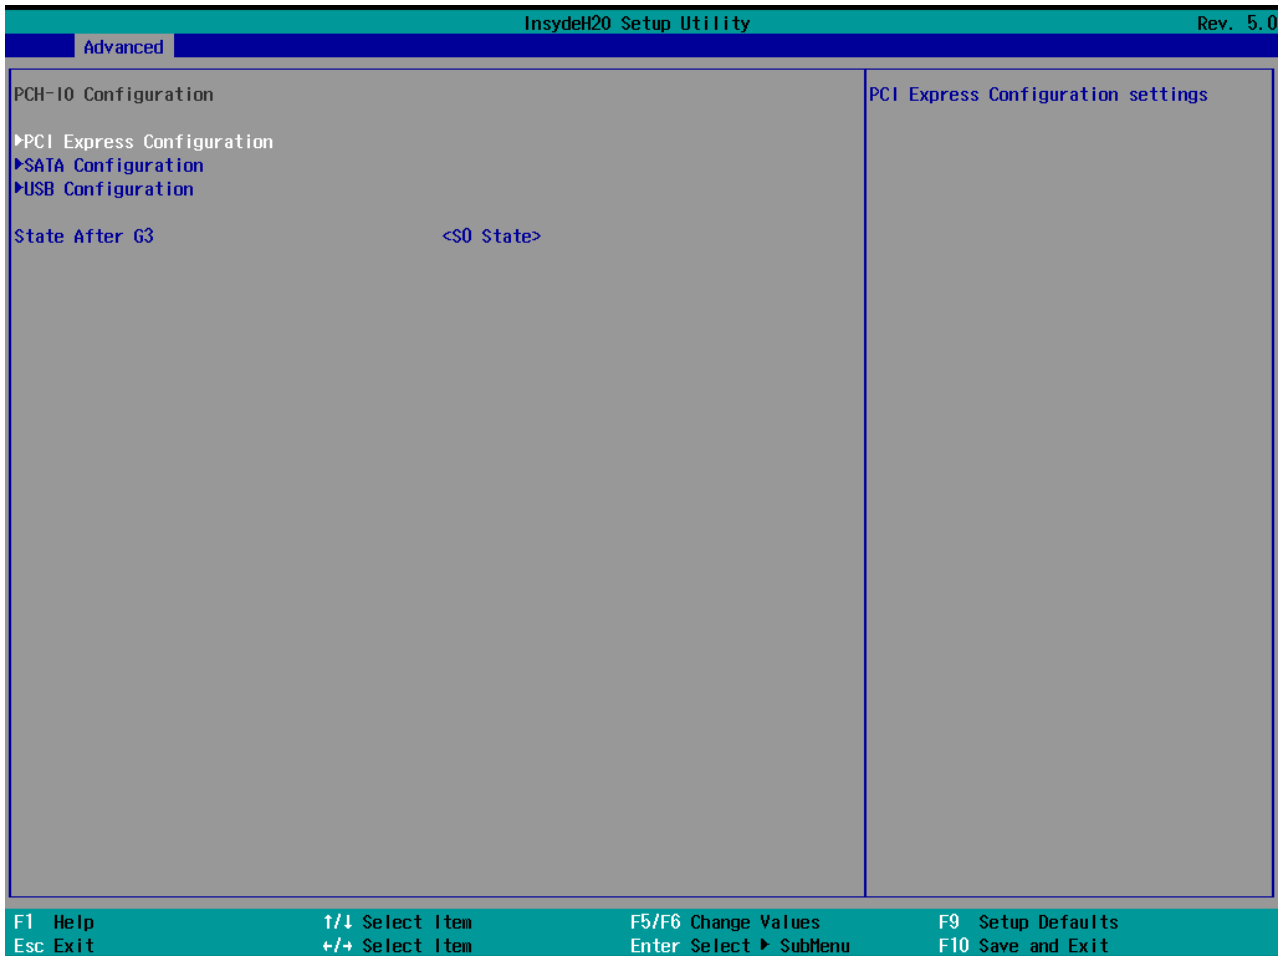 InsydeH20 Setup Utility Rev. 5.0
Advanced
PCH-IO Configuration
PCI Express Configuration settings
▶PCI Express Configuration
▶SATA Configuration
▶USB Configuration
State After G3 <S0 State>
F1 Help ↑/↓ Select Item F5/F6 Change Values F9 Setup Defaults
Esc Exit ←/→ Select Item Enter Select ▶ SubMenu F10 Save and Exit